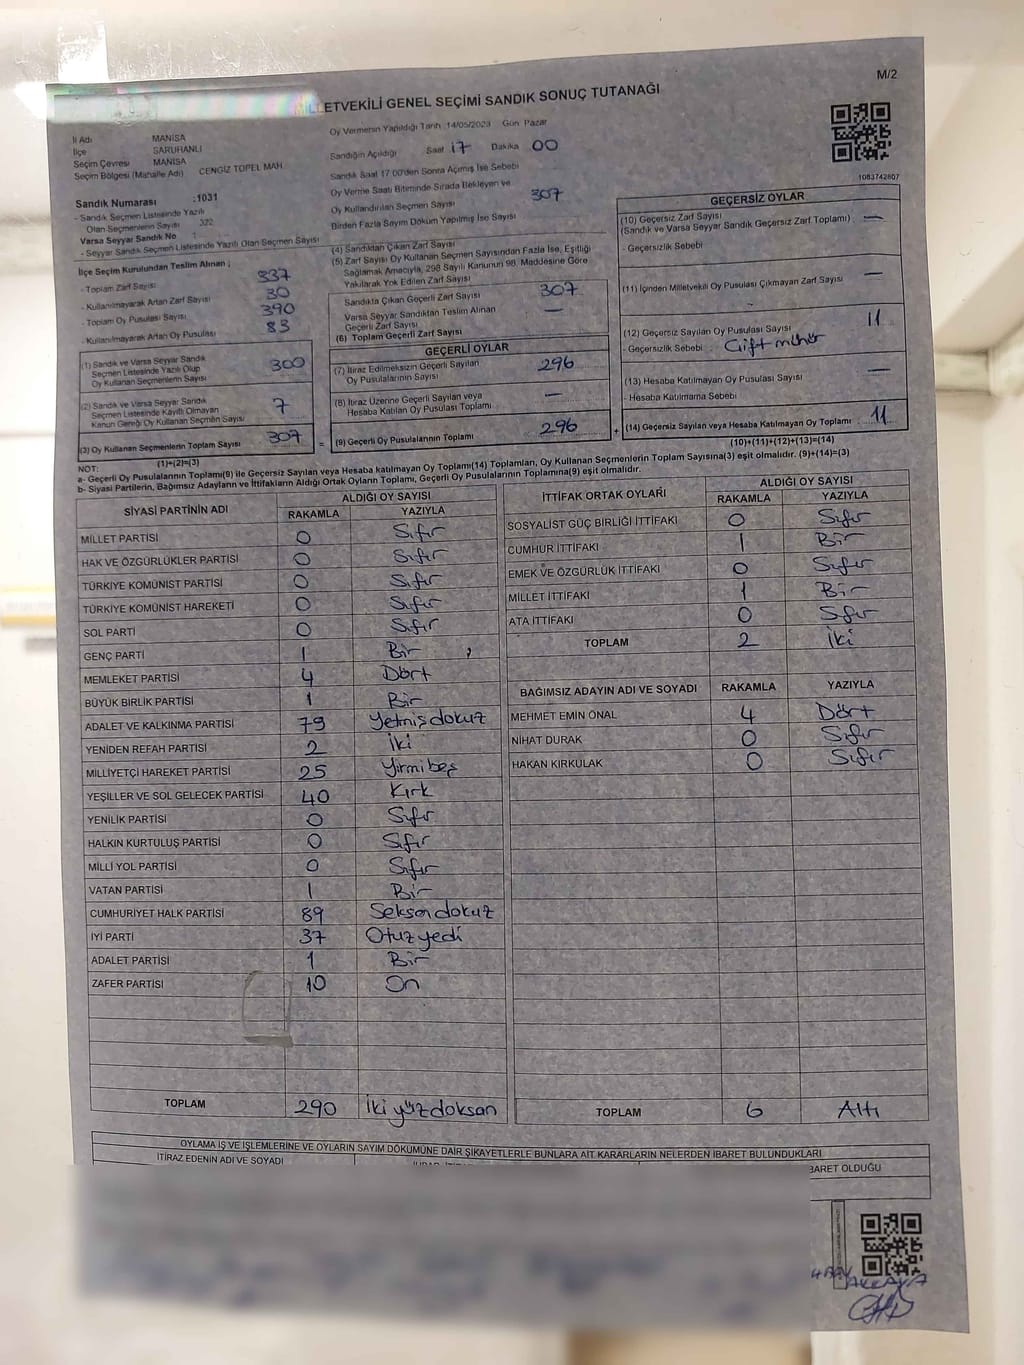 M/2
MİLLETVEKİLİ GENEL SEÇİMİ SANDIK SONUÇ TUTANAĞI
İl Adı MANİSA
İlçe SARUHANLI
Seçim Çevresi MANİSA
Seçim Bölgesi (Mahalle Adı) CENGİZ TOPEL MAH.
Sandık Numarası :1031
- Sandık Seçmen Listesinde Yazılı
Olan Seçmenlerin Sayısı 322
Varsa Seyyar Sandık No
- Seyyar Sandık Seçmen Listesinde Yazılı Olan Seçmen Sayısı
İlçe Seçim Kurulundan Teslim Alınan ;
- Toplam Zarf Sayısı 337
- Kullanılmayarak Artan Zarf Sayısı 30
- Toplam Oy Pusulası Sayısı 390
- Kullanılmayarak Artan Oy Pusulası 83
(1) Sandık ve Varsa Seyyar Sandık
Seçmen Listesinde Yazılı Olup
Oy Kullanan Seçmenlerin Sayısı 300
(2) Sandık ve Varsa Seyyar Sandık
Seçmen Listesinde Kayıtlı Olmayan
Kanun Gereği Oy Kullanan Seçmen Sayısı 7
(3) Oy Kullanan Seçmenlerin Toplam Sayısı 307 =
(1)+(2)=(3)
Oy Vermenin Yapıldığı Tarih 14/05/2023 Gün Pazar
Sandığın Açıldığı Saat 17 Dakika 00
Sandık Saat 17:00'den Sonra Açılmış İse Sebebi
Oy Verme Saati Bitiminde Sırada Bekleyen ve
Oy Kullandırılan Seçmen Sayısı
Birden Fazla Sayım Döküm Yapılmış İse Sayısı
307
(4) Sandıktan Çıkan Zarf Sayısı
(5) Zarf Sayısı Oy Kullanan Seçmen Sayısından Fazla İse, Eşitliği
Sağlamak Amacıyla, 298 Sayılı Kanunun 98. Maddesine Göre
Yakılarak Yok Edilen Zarf Sayısı
Sandıkta Çıkan Geçerli Zarf Sayısı 307
Varsa Seyyar Sandıktan Teslim Alınan
Geçerli Zarf Sayısı —
(6) Toplam Geçerli Zarf Sayısı
GEÇERLİ OYLAR
(7) İtiraz Edilmeksizin Geçerli Sayılan
Oy Pusulalarının Sayısı 296
(8) İtiraz Üzerine Geçerli Sayılan veya
Hesaba Katılan Oy Pusulası Toplamı —
(9) Geçerli Oy Pusulalarının Toplamı 296 +
1083742807
GEÇERSİZ OYLAR
(10) Geçersiz Zarf Sayısı
(Sandık ve Varsa Seyyar Sandık Geçersiz Zarf Toplamı) —
- Geçersizlik Sebebi
(11) İçinden Milletvekili Oy Pusulası Çıkmayan Zarf Sayısı —
(12) Geçersiz Sayılan Oy Pusulası Sayısı 11
- Geçersizlik Sebebi : Çift mühür
(13) Hesaba Katılmayan Oy Pusulası Sayısı —
- Hesaba Katılmama Sebebi
(14) Geçersiz Sayılan veya Hesaba Katılmayan Oy Toplamı : 11
(10)+(11)+(12)+(13)=(14)
NOT:
a- Geçerli Oy Pusulalarının Toplamı(9) ile Geçersiz Sayılan veya Hesaba katılmayan Oy Toplamı(14) Toplamları, Oy Kullanan Seçmenlerin Toplam Sayısına(3) eşit olmalıdır. (9)+(14)=(3)
b- Siyasi Partilerin, Bağımsız Adayların ve İttifakların Aldığı Ortak Oyların Toplamı, Geçerli Oy Pusulalarının Toplamına(9) eşit olmalıdır.
SİYASİ PARTİNİN ADI ALDIĞI OY SAYISI
RAKAMLA YAZIYLA
MİLLET PARTİSİ 0 Sıfır
HAK VE ÖZGÜRLÜKLER PARTİSİ 0 Sıfır
TÜRKİYE KOMÜNİST PARTİSİ 0 Sıfır
TÜRKİYE KOMÜNİST HAREKETİ 0 Sıfır
SOL PARTİ 0 Sıfır
GENÇ PARTİ 1 Bir
MEMLEKET PARTİSİ 4 Dört
BÜYÜK BİRLİK PARTİSİ 1 Bir
ADALET VE KALKINMA PARTİSİ 79 Yetmişdokuz
YENİDEN REFAH PARTİSİ 2 İki
MİLLİYETÇİ HAREKET PARTİSİ 25 Yirmibeş
YEŞİLLER VE SOL GELECEK PARTİSİ 40 Kırk
YENİLİK PARTİSİ 0 Sıfır
HALKIN KURTULUŞ PARTİSİ 0 Sıfır
MİLLİ YOL PARTİSİ 0 Sıfır
VATAN PARTİSİ 1 Bir
CUMHURİYET HALK PARTİSİ 89 Seksendokuz
İYİ PARTİ 37 Otuzyedi
ADALET PARTİSİ 1 Bir
ZAFER PARTİSİ 10 On
TOPLAM 290 İki yüz doksan
İTTİFAK ORTAK OYLARI ALDIĞI OY SAYISI
RAKAMLA YAZIYLA
SOSYALİST GÜÇ BİRLİĞİ İTTİFAKI 0 Sıfır
CUMHUR İTTİFAKI 1 Bir
EMEK VE ÖZGÜRLÜK İTTİFAKI 0 Sıfır
MİLLET İTTİFAKI 1 Bir
ATA İTTİFAKI 0 Sıfır
TOPLAM 2 İki
BAĞIMSIZ ADAYIN ADI VE SOYADI RAKAMLA YAZIYLA
MEHMET EMİN ÖNAL 4 Dört
NİHAT DURAK 0 Sıfır
HAKAN KIRKULAK 0 Sıfır
TOPLAM 6 Altı
OYLAMA İŞ VE İŞLEMLERİNE VE OYLARIN SAYIM DÖKÜMÜNE DAİR ŞİKAYETLERLE BUNLARA AİT KARARLARIN NELERDEN İBARET BULUNDUKLARI
İTİRAZ EDENİN ADI VE SOYADI
BARET OLDUĞU
AKKAYA